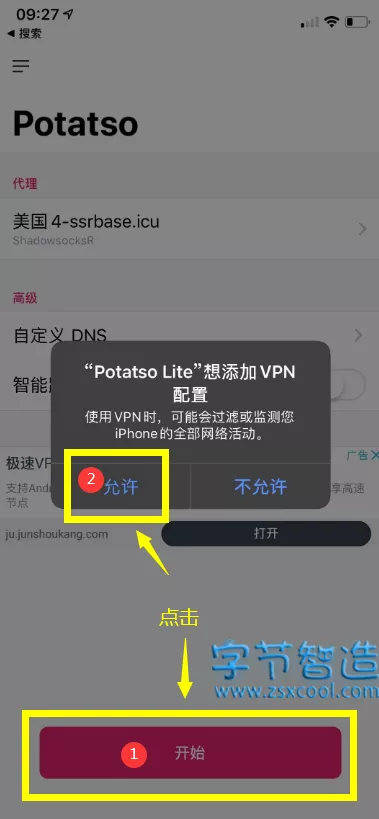 09:27
搜索
Potatso
代理
美国 4-ssrbase.icu
ShadowsocksR
高级
自定义 DNS
智能
“Potatso Lite”想添加 VPN
配置
使用 VPN 时，可能会过滤或监测您
iPhone 的全部网络活动。
广告
极速VP
支持And
享高速
节点
2
允许
不允许
ju.junshoukang.com
打开
点击
字节智造
www.zsxcool.com
1
开始